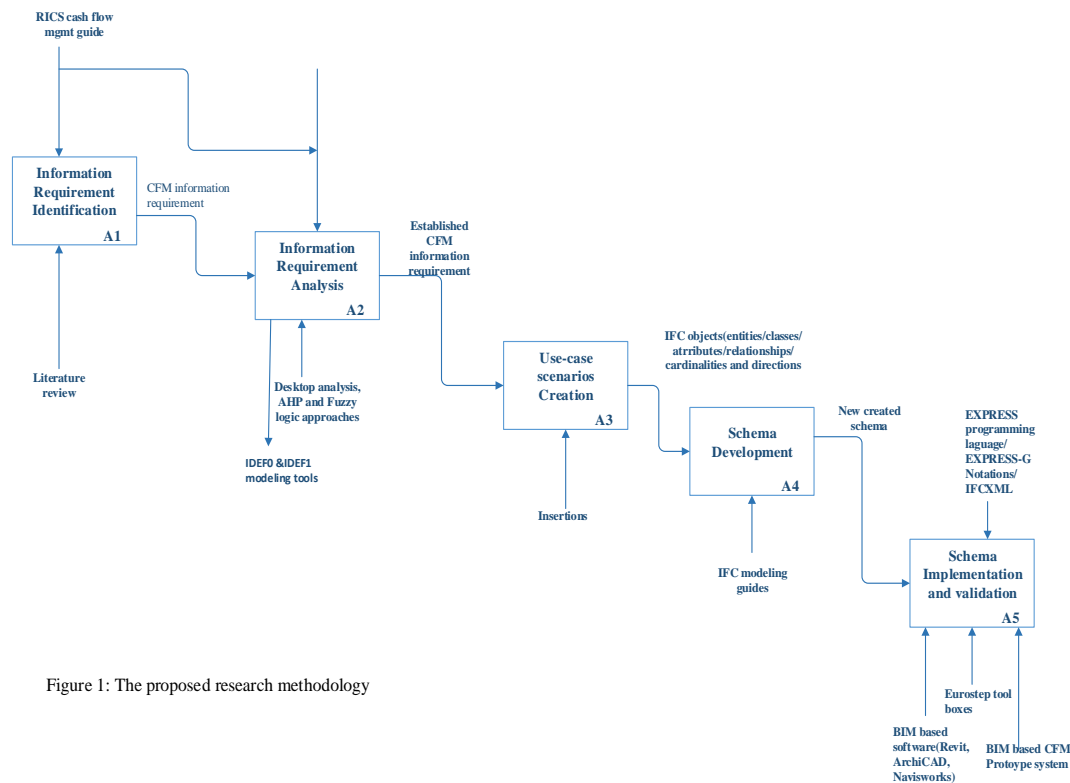 RICS cash flow
mgmt guide
Information
Requirement
Identification
A1
CFM information
requirement
Literature
review
Information
Requirement
Analysis
A2
Established
CFM
information
requirement
Desktop analysis,
AHP and Fuzzy
logic approaches
IDEF0 &IDEF1
modeling tools
Use-case
scenarios
Creation
A3
Insertions
IFC objects(entities/classes/
atrributes/relationships/
cardinalities and directions
Schema
Development
A4
IFC modeling
guides
New created
schema
EXPRESS
programming
laguage/
EXPRESS-G
Notations/
IFCXML
Schema
Implementation
and validation
A5
Eurostep tool
boxes
BIM based
software(Revit,
ArchiCAD,
Navisworks)
BIM based CFM
Protoype system
Figure 1: The proposed research methodology